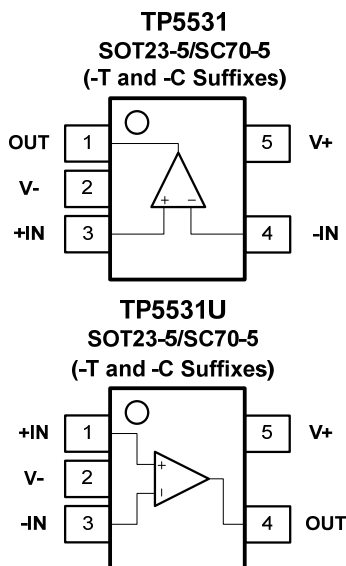 TP5531
SOT23-5/SC70-5
(-T and -C Suffixes)
OUT 1 5 V+
V- 2
+IN 3 + − 4 -IN
TP5531U
SOT23-5/SC70-5
(-T and -C Suffixes)
+IN 1 + 5 V+
V- 2
-IN 3 − 4 OUT